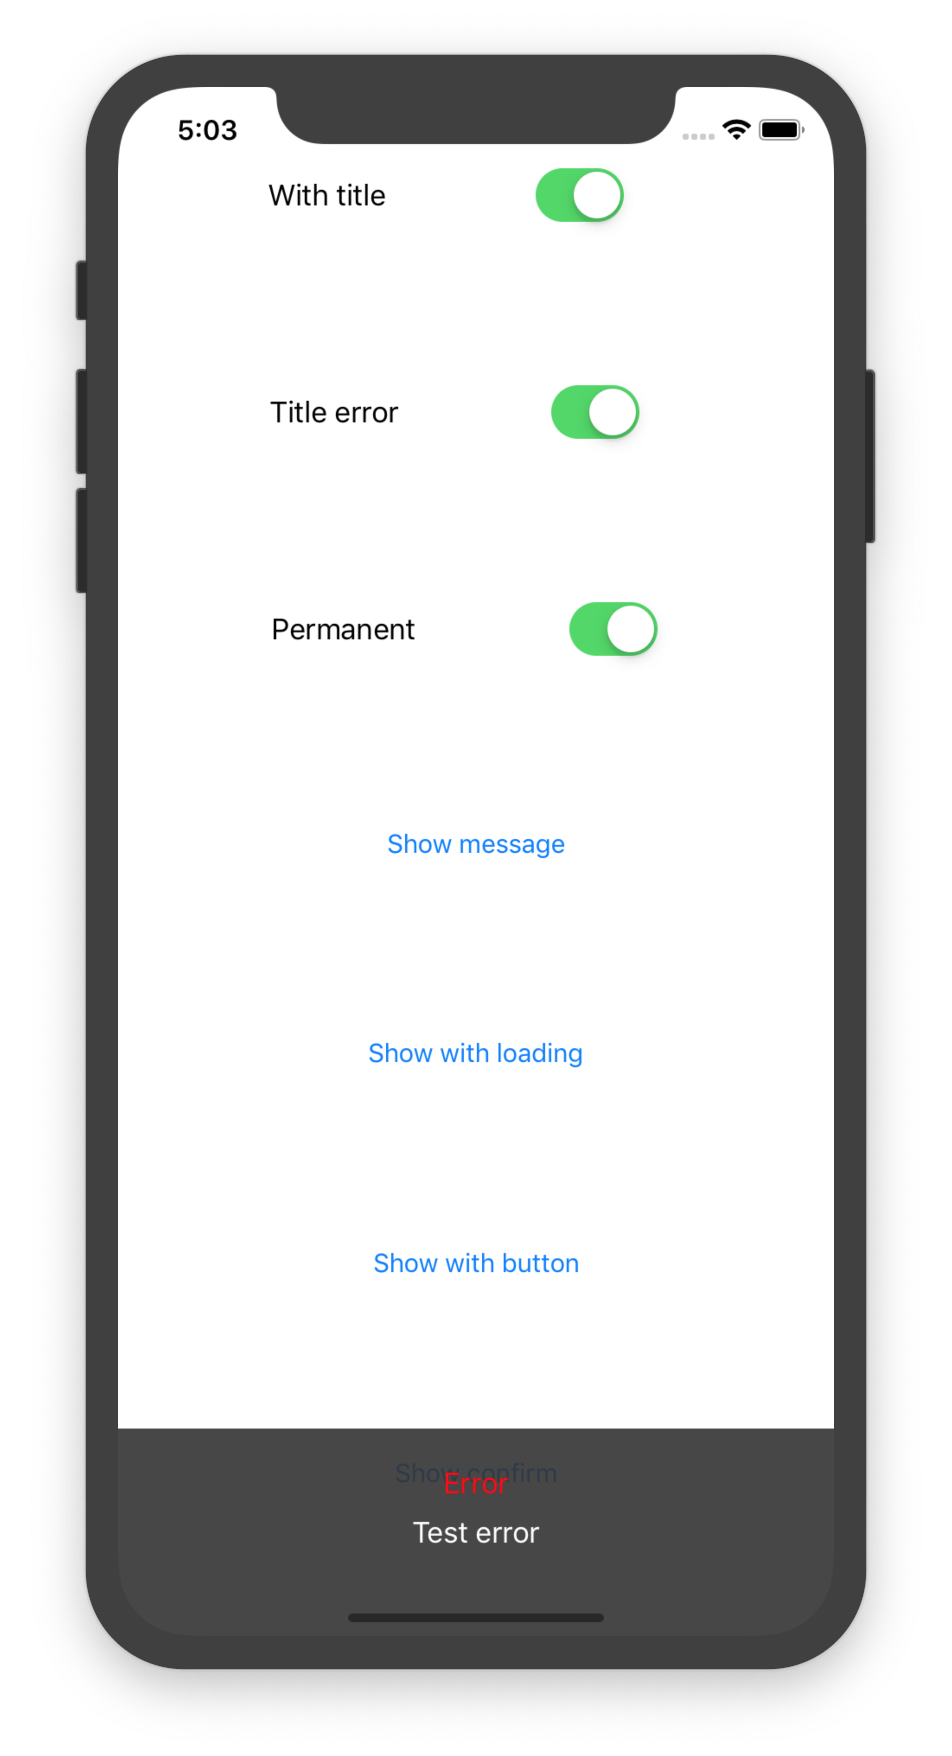 5:03
With title
Title error
Permanent
Show message
Show with loading
Show with button
Show confirm
Error
Test error